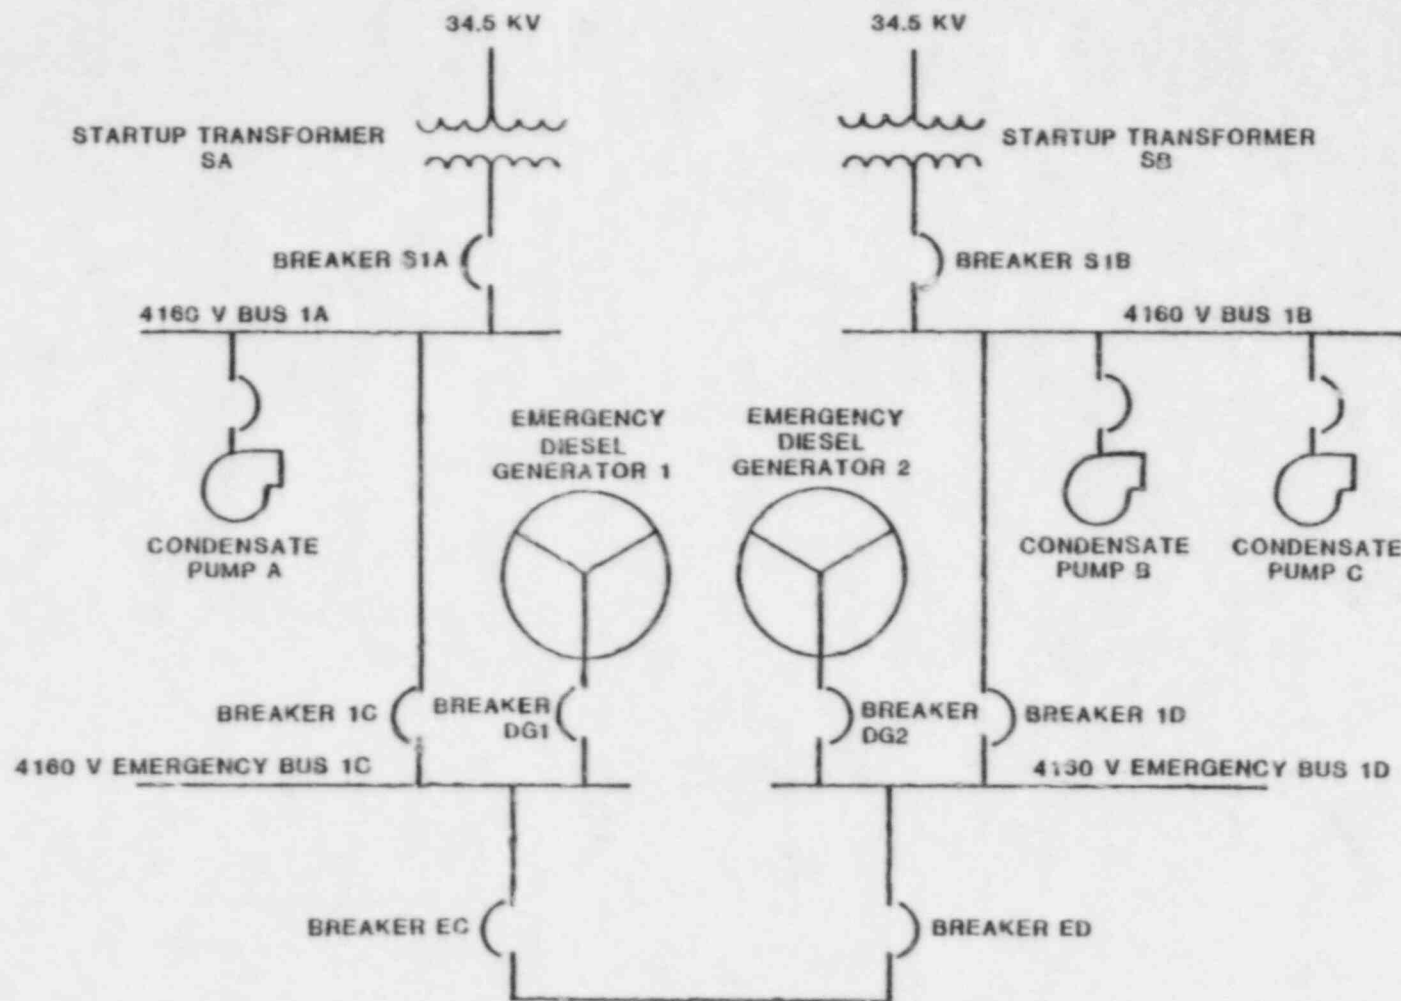 34.5 KV
34.5 KV
STARTUP TRANSFORMER
SA
STARTUP TRANSFORMER
SB
BREAKER S1A
BREAKER S1B
4160 V BUS 1A
4160 V BUS 1B
EMERGENCY
DIESEL
GENERATOR 1
EMERGENCY
DIESEL
GENERATOR 2
CONDENSATE
PUMP A
CONDENSATE
PUMP B
CONDENSATE
PUMP C
BREAKER 1C
BREAKER
DG1
BREAKER
DG2
BREAKER 1D
4160 V EMERGENCY BUS 1C
4160 V EMERGENCY BUS 1D
BREAKER EC
BREAKER ED